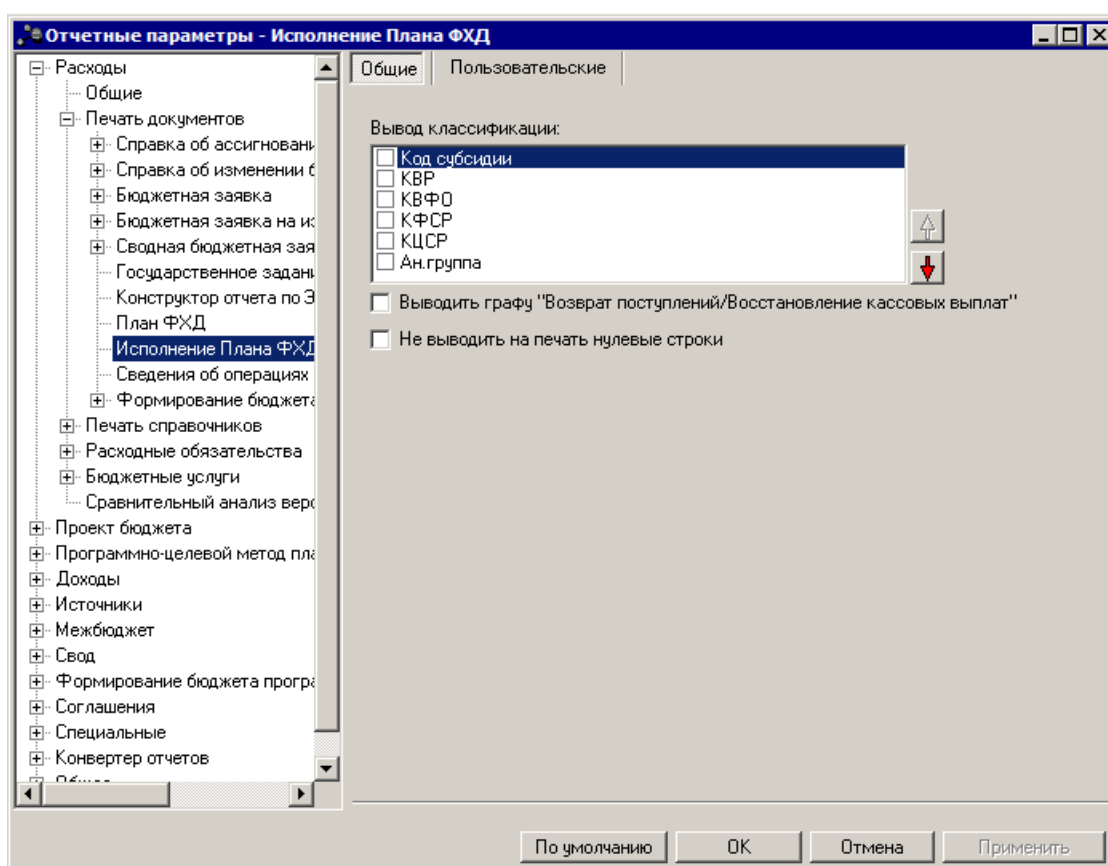 Отчетные параметры - Исполнение Плана ФХД
Расходы
Общие
Печать документов
Справка об ассигновани
Справка об изменении б
Бюджетная заявка
Бюджетная заявка на из
Сводная бюджетная зая
Государственное задани
Конструктор отчета по Э
План ФХД
Исполнение Плана ФХД
Сведения об операциях
Формирование бюджета
Печать справочников
Расходные обязательства
Бюджетные услуги
Сравнительный анализ верс
Проект бюджета
Программно-целевой метод пла
Доходы
Источники
Межбюджет
Свод
Формирование бюджета програ
Соглашения
Специальные
Конвертер отчетов
Общие Пользовательские
Вывод классификации:
Код субсидии
КВР
КВФО
КФСР
КЦСР
Ан.группа
Выводить графу "Возврат поступлений/Восстановление кассовых выплат"
Не выводить на печать нулевые строки
По умолчанию ОК Отмена Применить